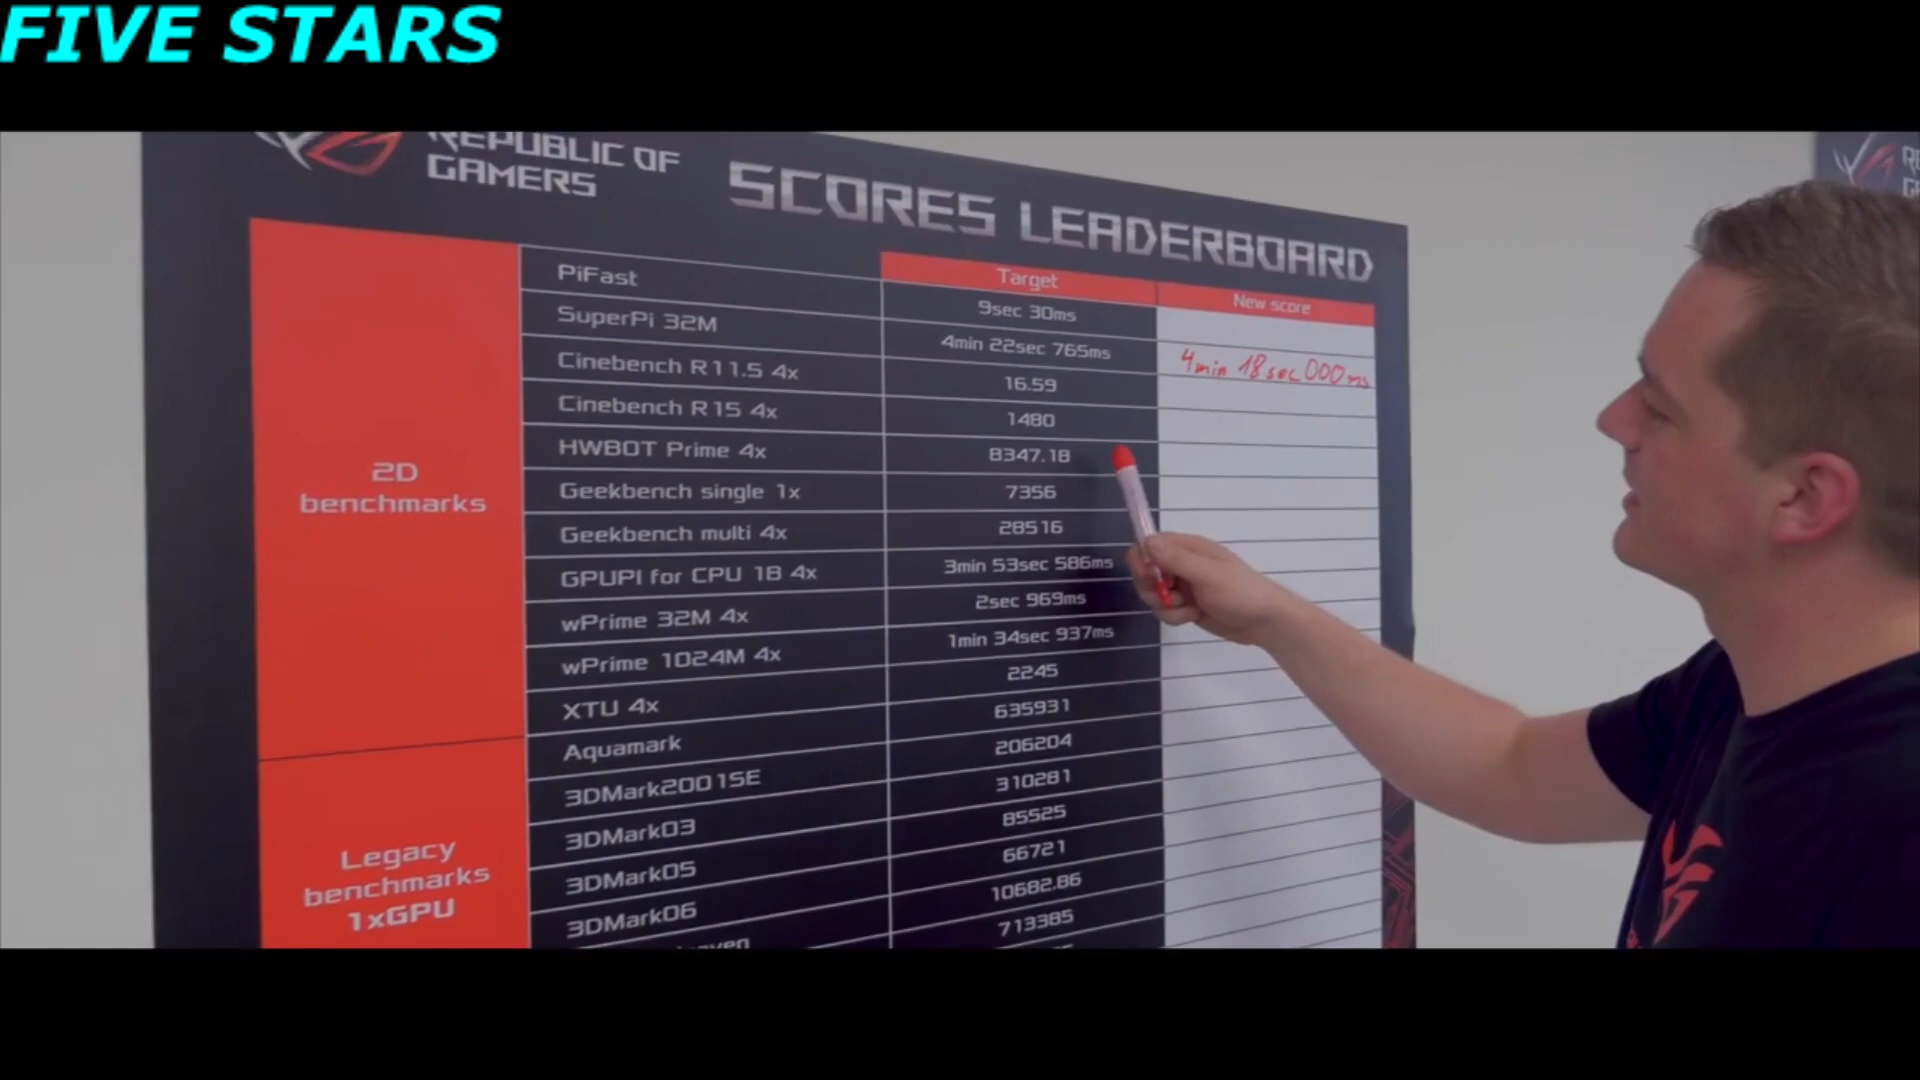 FIVE STARS
REPUBLIC OF
GAMERS
SCORES LEADERBOARD
Target
New score
2D
benchmarks
PiFast
9sec 30ms
SuperPi 32M
4min 22sec 765ms
4min 18sec 000ms
Cinebench R11.5 4x
16.59
Cinebench R15 4x
1480
HWBOT Prime 4x
8347.18
Geekbench single 1x
7356
Geekbench multi 4x
28516
GPUPI for CPU 1B 4x
3min 53sec 586ms
wPrime 32M 4x
2sec 969ms
wPrime 1024M 4x
1min 34sec 937ms
XTU 4x
2245
Legacy
benchmarks
1xGPU
Aquamark
635931
3DMark2001SE
206204
3DMark03
310281
3DMark05
85525
3DMark06
66721
10682.86
713385